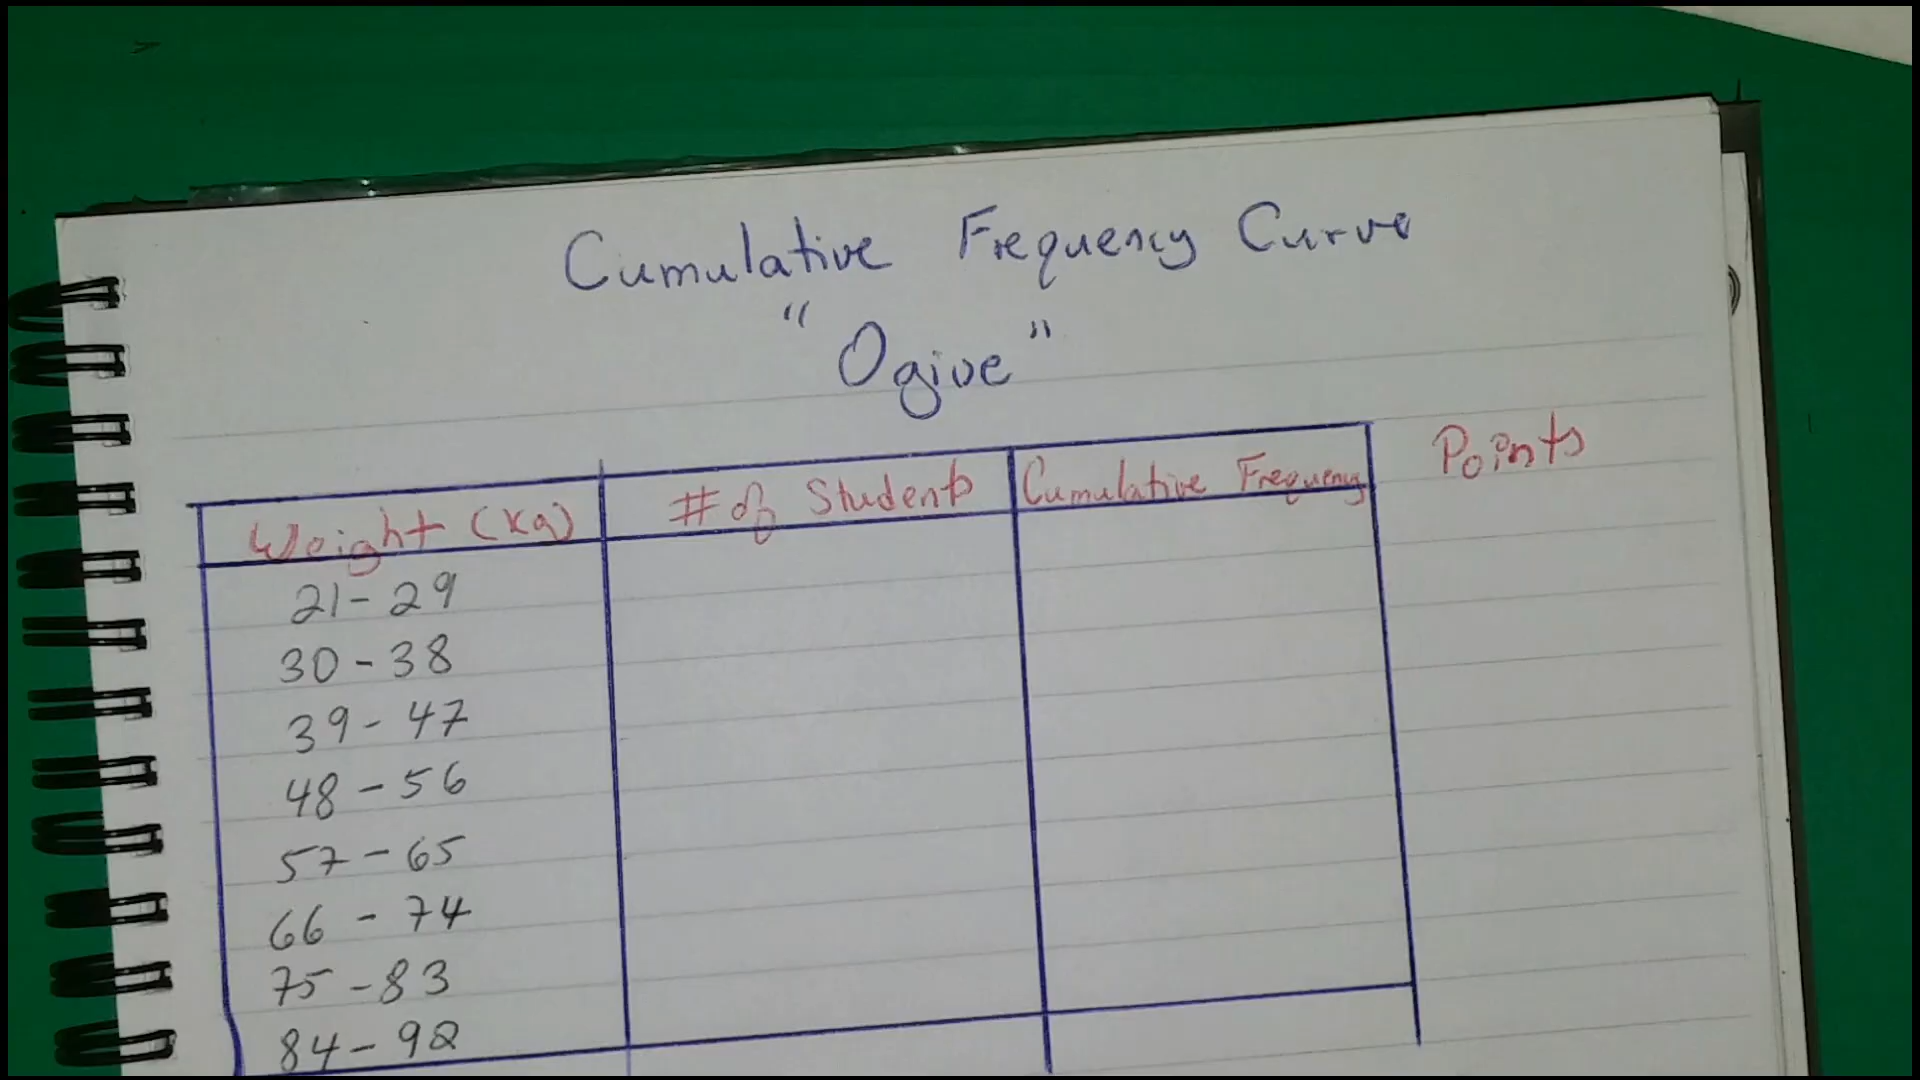 Cumulative Frequency Curve
"Ogive"
Weight (Kg) # of Students Cumulative Frequency Points
21-29
30-38
39-47
48-56
57-65
66-74
75-83
84-92